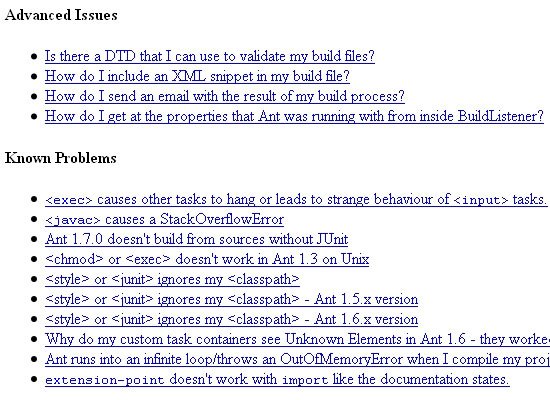 Advanced Issues
Is there a DTD that I can use to validate my build files?
How do I include an XML snippet in my build file?
How do I send an email with the result of my build process?
How do I get at the properties that Ant was running with from inside BuildListener?
Known Problems
<exec> causes other tasks to hang or leads to strange behaviour of <input> tasks.
<javac> causes a StackOverflowError
Ant 1.7.0 doesn't build from sources without JUnit
<chmod> or <exec> doesn't work in Ant 1.3 on Unix
<style> or <junit> ignores my <classpath>
<style> or <junit> ignores my <classpath> - Ant 1.5.x version
<style> or <junit> ignores my <classpath> - Ant 1.6.x version
Why do my custom task containers see Unknown Elements in Ant 1.6 - they worked
Ant runs into an infinite loop/throws an OutOfMemoryError when I compile my proj
extension-point doesn't work with import like the documentation states.